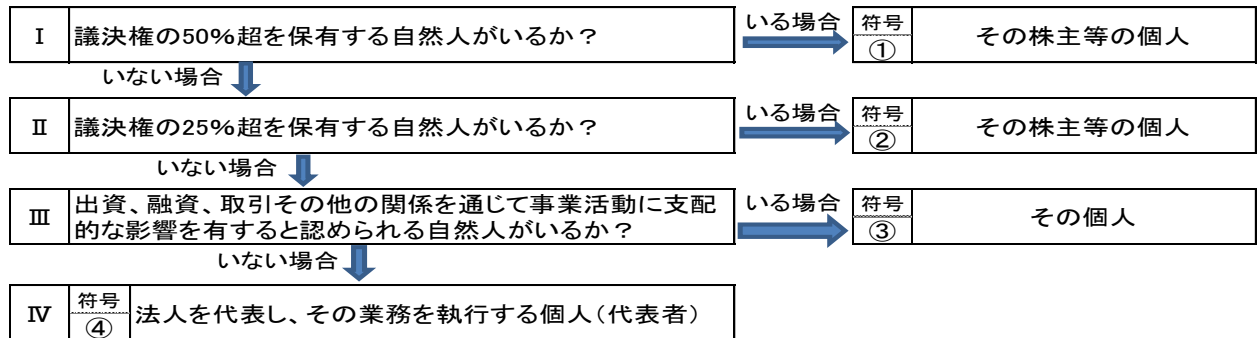 Ⅰ 議決権の50%超を保有する自然人がいるか？ いる場合 符号 ① その株主等の個人
いない場合
Ⅱ 議決権の25%超を保有する自然人がいるか？ いる場合 符号 ② その株主等の個人
いない場合
Ⅲ 出資、融資、取引その他の関係を通じて事業活動に支配
的な影響を有すると認められる自然人がいるか？ いる場合 符号 ③ その個人
いない場合
Ⅳ 符号 ④ 法人を代表し、その業務を執行する個人（代表者）